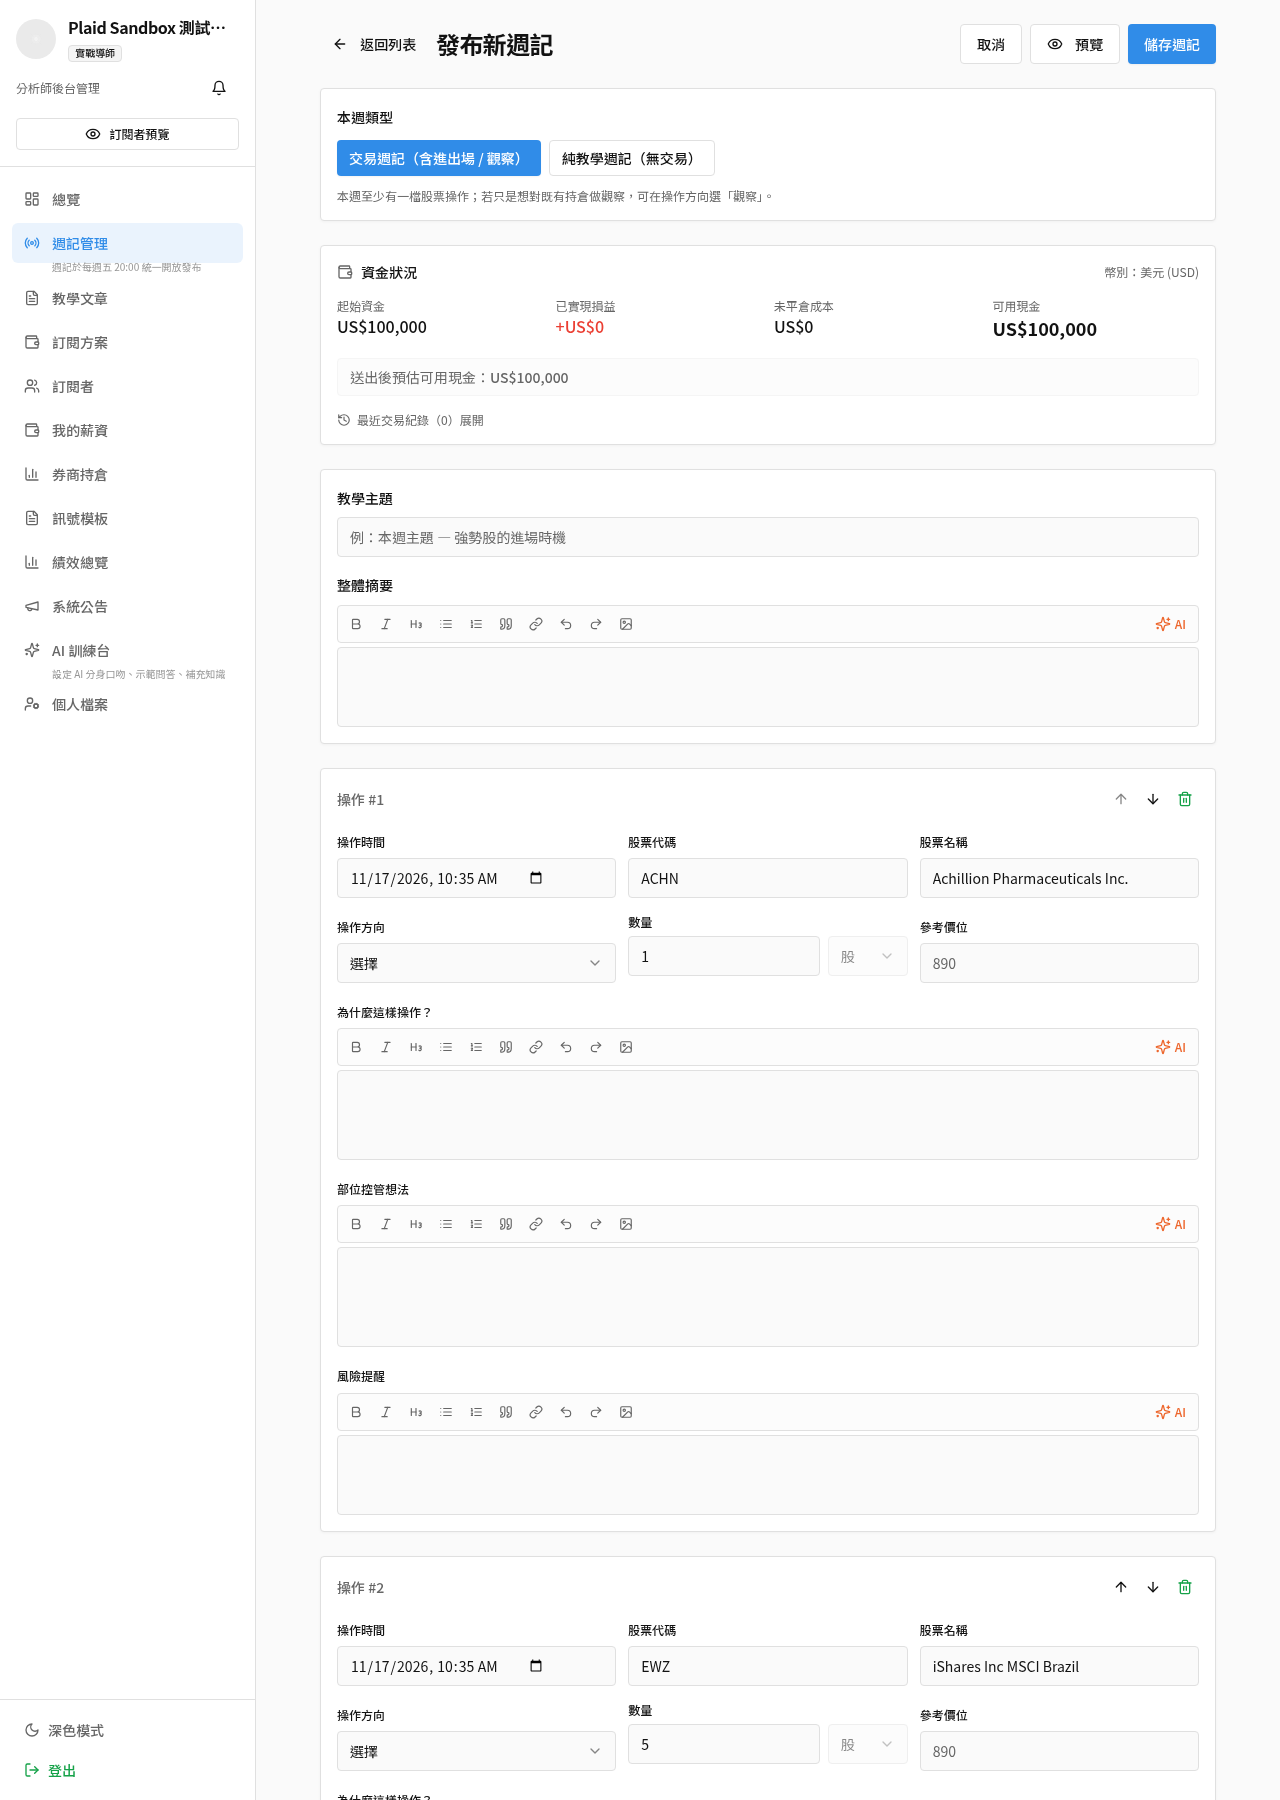 Plaid Sandbox 測試…
實戰導師
分析師後台管理
訂閱者預覽
總覽
週記管理
週記於每週五 20:00 統一開放發布
教學文章
訂閱方案
訂閱者
我的薪資
券商持倉
訊號模板
績效總覽
系統公告
AI 訓練台
設定 AI 分身口吻、示範問答、補充知識
個人檔案
深色模式
登出
返回列表 發布新週記 取消 預覽 儲存週記
本週類型
交易週記（含進出場 / 觀察） 純教學週記（無交易）
本週至少有一檔股票操作；若只是想對既有持倉做觀察，可在操作方向選「觀察」。
資金狀況 幣別：美元 (USD)
起始資金 已實現損益 未平倉成本 可用現金
US$100,000 +US$0 US$0 US$100,000
送出後預估可用現金：US$100,000
最近交易紀錄（0）展開
教學主題
例：本週主題 — 強勢股的進場時機
整體摘要
B I H3 AI
操作 #1
操作時間 股票代碼 股票名稱
11/17/2026, 10:35 AM ACHN Achillion Pharmaceuticals Inc.
操作方向 數量 參考價位
選擇 1 股 890
為什麼這樣操作？
B I H3 AI
部位控管想法
B I H3 AI
風險提醒
B I H3 AI
操作 #2
操作時間 股票代碼 股票名稱
11/17/2026, 10:35 AM EWZ iShares Inc MSCI Brazil
操作方向 數量 參考價位
選擇 5 股 890
為什麼這樣操作？